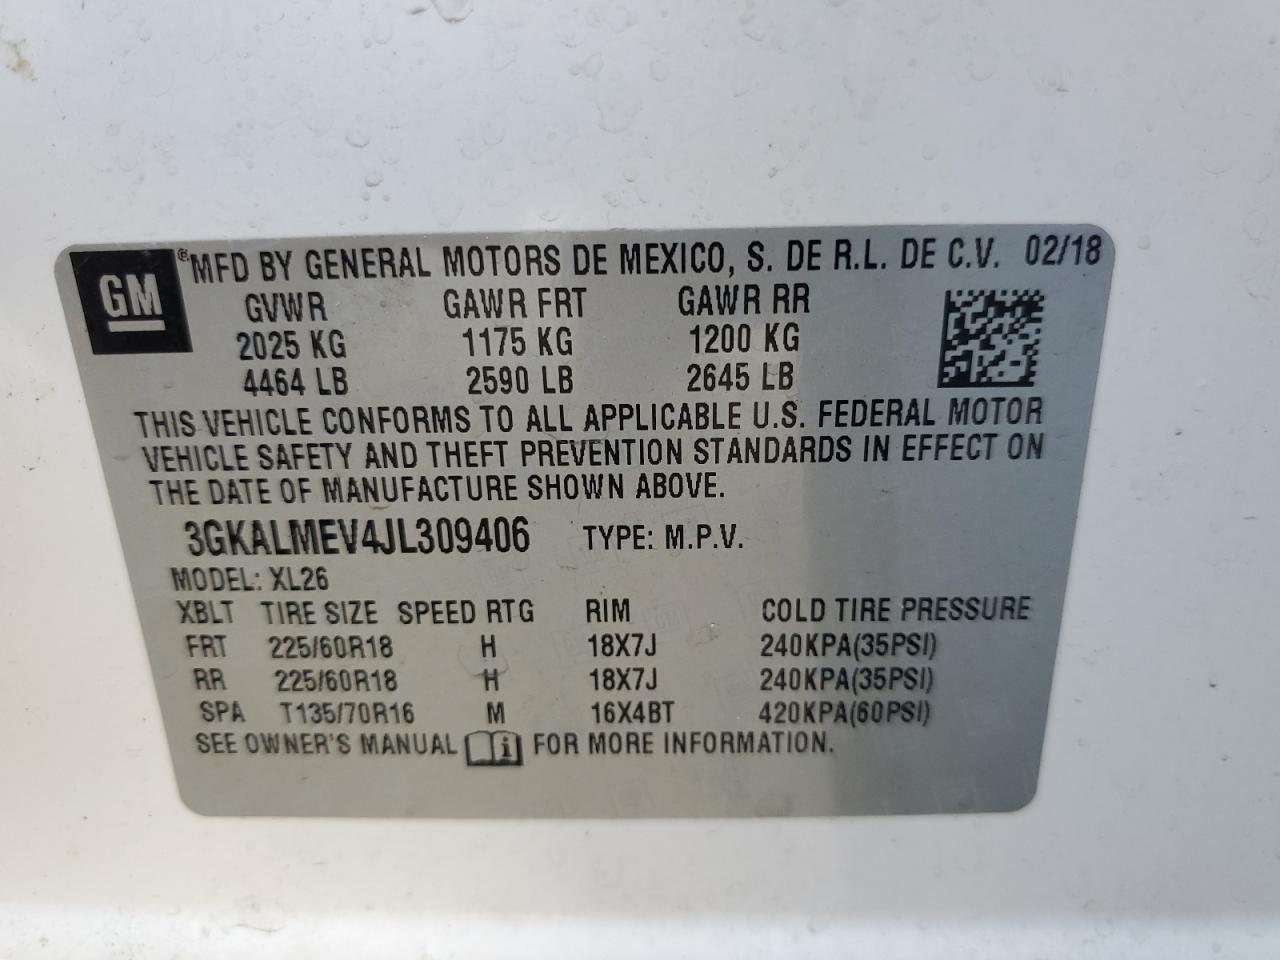 GM
®MFD BY GENERAL MOTORS DE MEXICO, S. DE R.L. DE C.V. 02/18
GVWR GAWR FRT GAWR RR
2025 KG 1175 KG 1200 KG
4464 LB 2590 LB 2645 LB
THIS VEHICLE CONFORMS TO ALL APPLICABLE U.S. FEDERAL MOTOR
VEHICLE SAFETY AND THEFT PREVENTION STANDARDS IN EFFECT ON
THE DATE OF MANUFACTURE SHOWN ABOVE.
3GKALMEV4JL309406 TYPE: M.P.V.
MODEL: XL26
XBLT TIRE SIZE SPEED RTG RIM COLD TIRE PRESSURE
FRT 225/60R18 H 18X7J 240KPA(35PSI)
RR 225/60R18 H 18X7J 240KPA(35PSI)
SPA T135/70R16 M 16X4BT 420KPA(60PSI)
SEE OWNER'S MANUAL i FOR MORE INFORMATION.